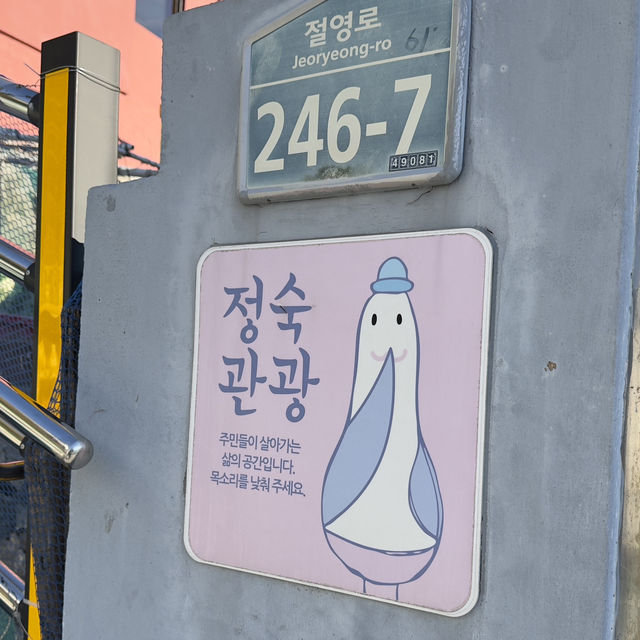 절영로
Jeoryeong-ro
61
246-7
49081
정숙
관광
주민들이 살아가는
삶의 공간입니다.
목소리를 낮춰 주세요.